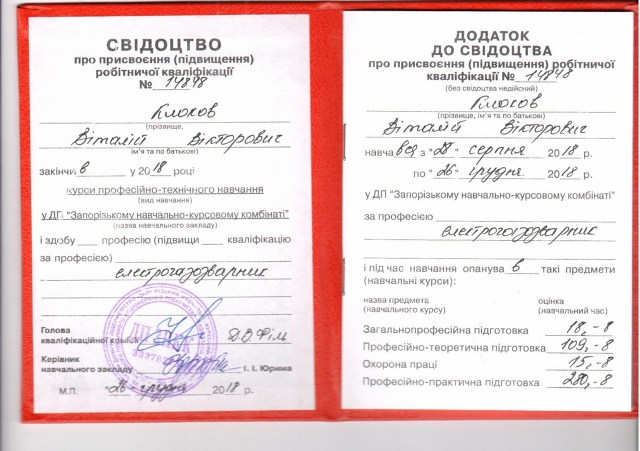 СВІДОЦТВО
про присвоєння (підвищення)
робітничої кваліфікації
№ 14848
Клоков
(прізвище,
Віталій Вікторович
ім'я та по батькові)
закінчив у 2018 році
курси професійно-технічного навчання
(вид навчання)
у ДП "Запорізькому навчально-курсовому комбінаті"
(назва навчального закладу)
і здобу професію (підвищи кваліфікацію
за професією)
електрогазозварник
Голова
кваліфікаційної комісії
Керівник
навчального закладу І. І. Юрима
М.П. "26" грудня 2018 р.
ДОДАТОК
ДО СВІДОЦТВА
про присвоєння (підвищення) робітничої
кваліфікації № 14848
(без свідоцтва недійсний)
Клоков
(прізвище, ім'я та по батькові)
Віталій Вікторович
навчався з "28" серпня 2018 р.
по "26" грудня 2018 р.
у ДП "Запорізькому навчально-курсовому комбінаті"
за професією
електрогазозварник
і під час навчання опанував такі предмети
(навчальні курси):
назва предмета оцінка
(навчального курсу) (навчальний час)
Загальнопрофесійна підготовка 18,-8
Професійно-теоретична підготовка 109,-8
Охорона праці 15,-8
Професійно-практична підготовка 280,-8